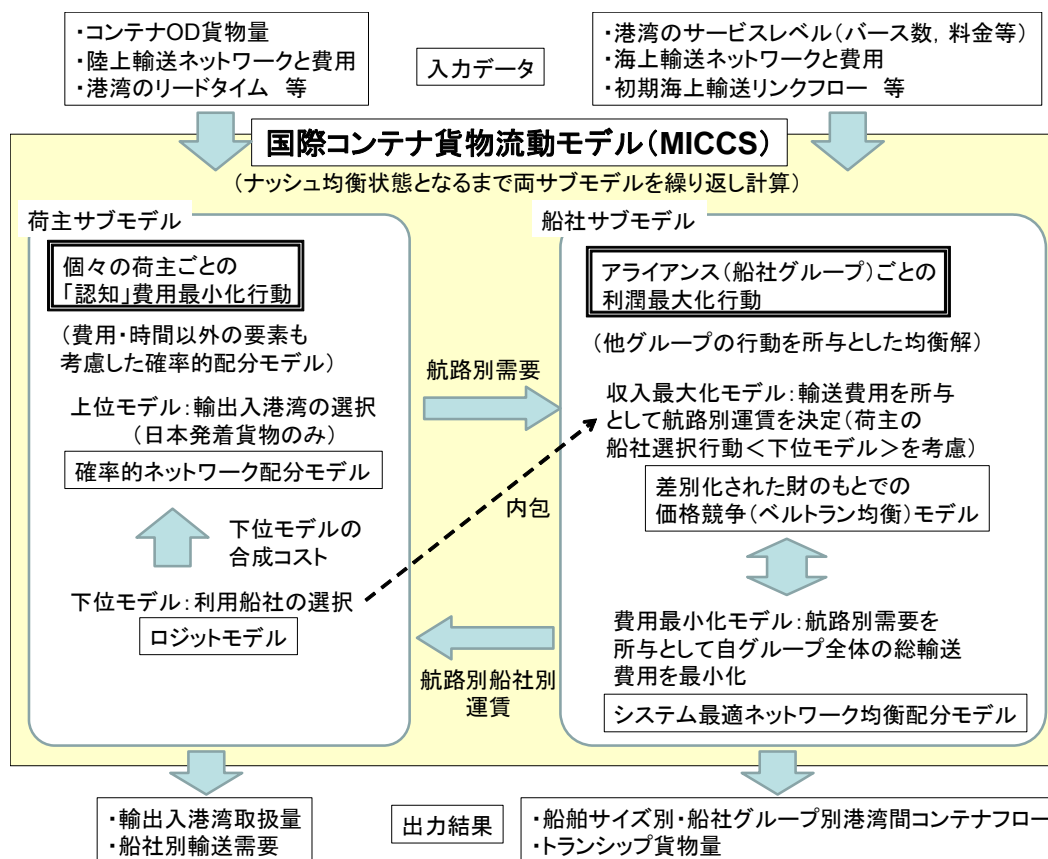 ・コンテナOD貨物量
・陸上輸送ネットワークと費用
・港湾のリードタイム 等
入力データ
・港湾のサービスレベル(バース数, 料金等)
・海上輸送ネットワークと費用
・初期海上輸送リンクフロー 等
国際コンテナ貨物流動モデル(MICCS)
(ナッシュ均衡状態となるまで両サブモデルを繰り返し計算)
荷主サブモデル
個々の荷主ごとの
「認知」費用最小化行動
(費用・時間以外の要素も
考慮した確率的配分モデル)
上位モデル:輸出入港湾の選択
(日本発着貨物のみ)
確率的ネットワーク配分モデル
下位モデルの
合成コスト
下位モデル:利用船社の選択
ロジットモデル
航路別需要
内包
航路別船社別
運賃
船社サブモデル
アライアンス(船社グループ)ごとの
利潤最大化行動
(他グループの行動を所与とした均衡解)
収入最大化モデル:輸送費用を所与
として航路別運賃を決定(荷主の
船社選択行動<下位モデル>を考慮)
差別化された財のもとでの
価格競争(ベルトラン均衡)モデル
費用最小化モデル:航路別需要を
所与として自グループ全体の総輸送
費用を最小化
システム最適ネットワーク均衡配分モデル
・輸出入港湾取扱量
・船社別輸送需要
出力結果
・船舶サイズ別・船社グループ別港湾間コンテナフロー
・トランシップ貨物量